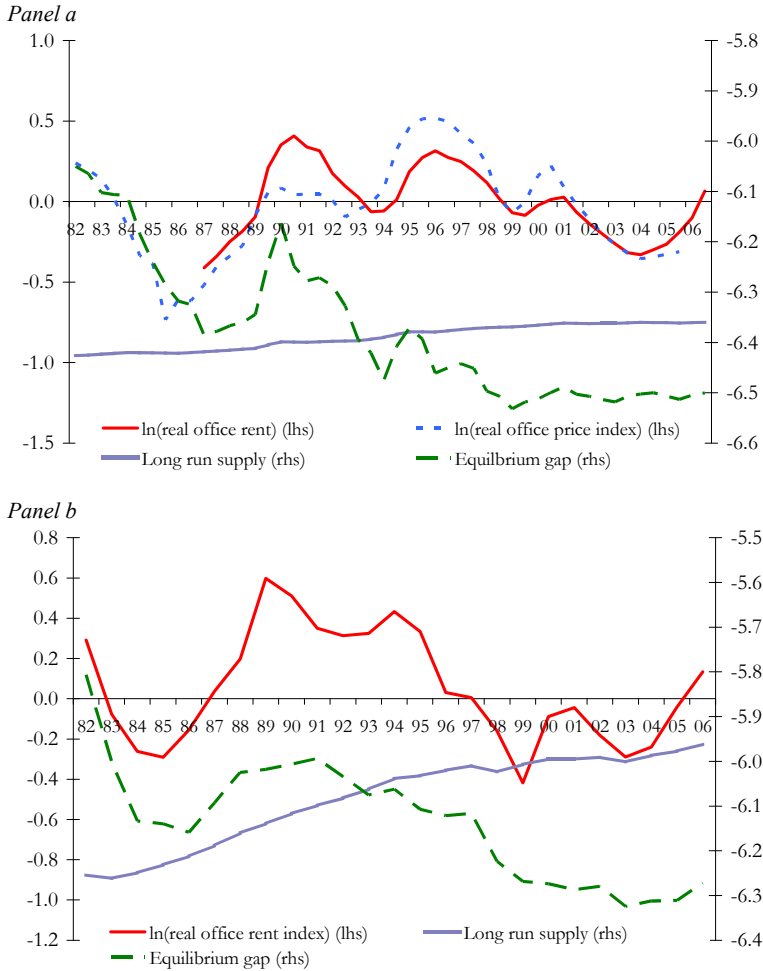 Panel a
1.0 -5.8
-5.9
0.5 -6.0
-6.1
0.0
82 83 84 85 86 87 88 89 90 91 92 93 94 95 96 97 98 99 00 01 02 03 04 05 06 -6.2
-0.5 -6.3
-1.0 -6.4
-6.5
-1.5 -6.6
ln(real office rent) (lhs) ln(real office price index) (lhs)
Long run supply (rhs) Equilbrium gap (rhs)
Panel b
0.8 -5.5
0.6 -5.6
0.4 -5.7
0.2 -5.8
0.0
82 83 84 85 86 87 88 89 90 91 92 93 94 95 96 97 98 99 00 01 02 03 04 05 06 -5.9
-0.2
-0.4 -6.0
-0.6 -6.1
-0.8 -6.2
-1.0 -6.3
-1.2 -6.4
ln(real office rent index) (lhs) Long run supply (rhs)
Equilibrium gap (rhs)